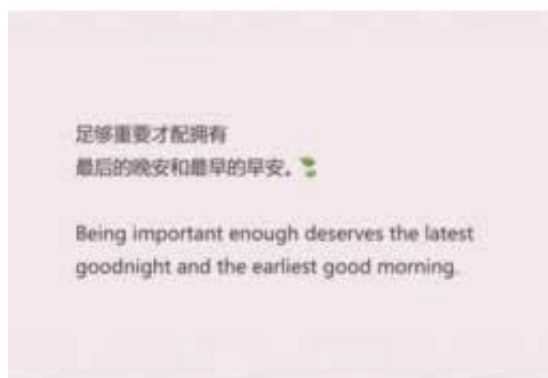 足够重要才配拥有
最后的晚安和最早的早安。🌱
Being important enough deserves the latest
goodnight and the earliest good morning.